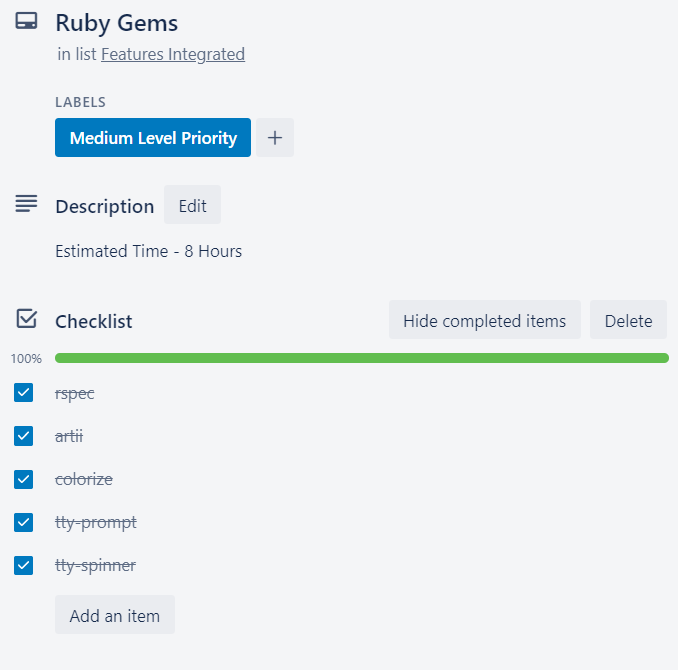 Ruby Gems
in list Features Integrated
LABELS
Medium Level Priority +
Description Edit
Estimated Time - 8 Hours
Checklist Hide completed items Delete
100%
rspec
artii
colorize
tty-prompt
tty-spinner
Add an item